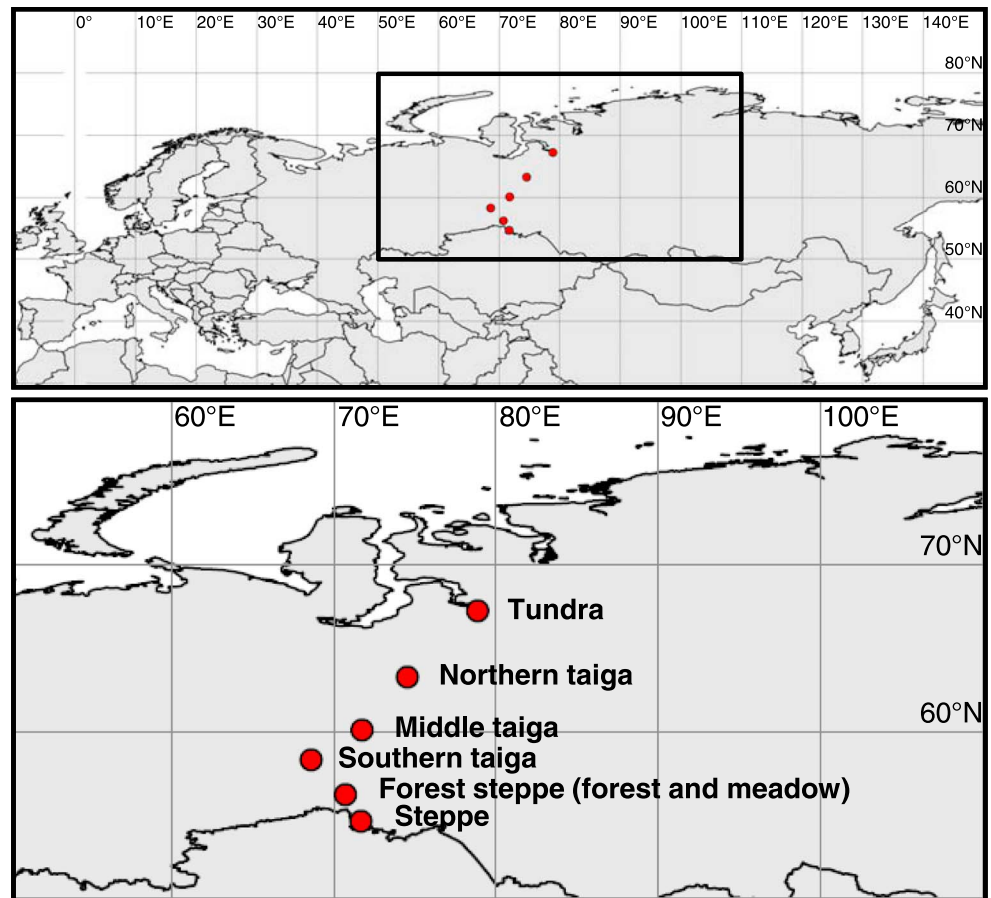 0° 10°E 20°E 30°E 40°E 50°E 60°E 70°E 80°E 90°E 100°E 110°E 120°E 130°E 140°E
80°N
70°N
60°N
50°N
40°N
60°E 70°E 80°E 90°E 100°E
70°N
Tundra
Northern taiga
60°N
Middle taiga
Southern taiga
Forest steppe (forest and meadow)
Steppe